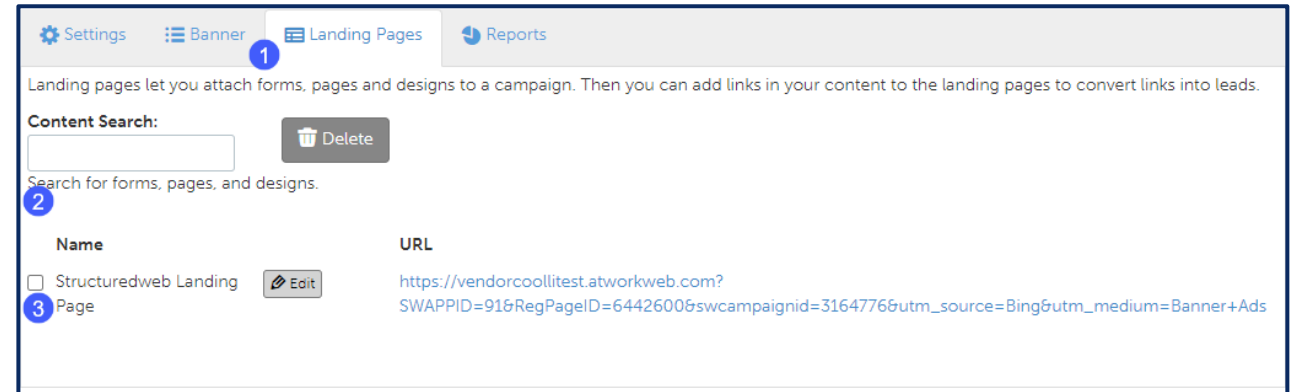 Settings Banner Landing Pages Reports
1
Landing pages let you attach forms, pages and designs to a campaign. Then you can add links in your content to the landing pages to convert links into leads.
Content Search:
Delete
Search for forms, pages, and designs.
2
Name URL
Structuredweb Landing Edit https://vendorcoollitest.atworkweb.com?
3 Page SWAPPID=91&RegPageID=6442600&swcampaignid=3164776&utm_source=Bing&utm_medium=Banner+Ads